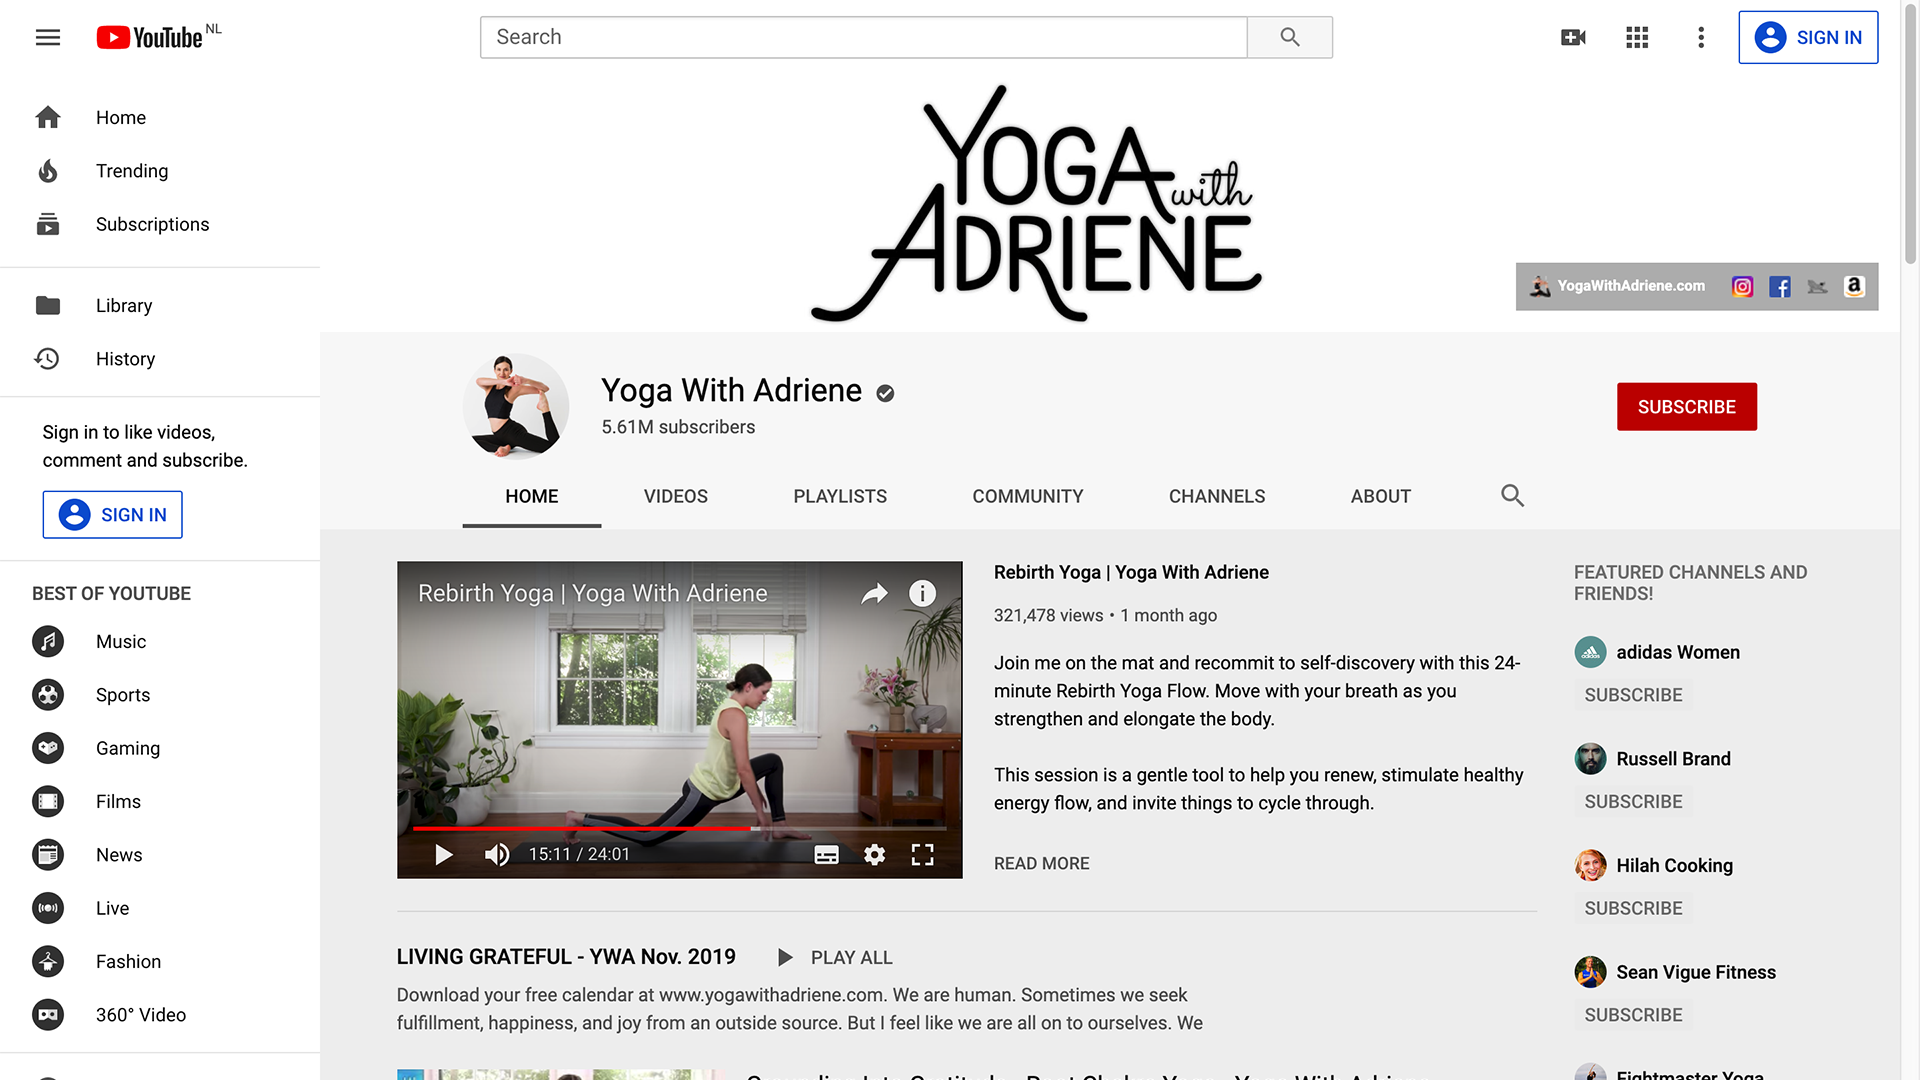 YouTube NL
Search
SIGN IN
Home
Trending
Subscriptions
Library
History
Sign in to like videos,
comment and subscribe.
SIGN IN
BEST OF YOUTUBE
Music
Sports
Gaming
Films
News
Live
Fashion
360° Video
YOGA with
ADRIENE
YogaWithAdriene.com
Yoga With Adriene
5.61M subscribers
SUBSCRIBE
HOME
VIDEOS
PLAYLISTS
COMMUNITY
CHANNELS
ABOUT
Rebirth Yoga | Yoga With Adriene
15:11 / 24:01
Rebirth Yoga | Yoga With Adriene
321,478 views • 1 month ago
Join me on the mat and recommit to self-discovery with this 24-
minute Rebirth Yoga Flow. Move with your breath as you
strengthen and elongate the body.
This session is a gentle tool to help you renew, stimulate healthy
energy flow, and invite things to cycle through.
READ MORE
LIVING GRATEFUL - YWA Nov. 2019
PLAY ALL
Download your free calendar at www.yogawithadriene.com. We are human. Sometimes we seek
fulfillment, happiness, and joy from an outside source. But I feel like we are all on to ourselves. We
FEATURED CHANNELS AND
FRIENDS!
adidas Women
SUBSCRIBE
Russell Brand
SUBSCRIBE
Hilah Cooking
SUBSCRIBE
Sean Vigue Fitness
SUBSCRIBE
Fightmaster Yoga